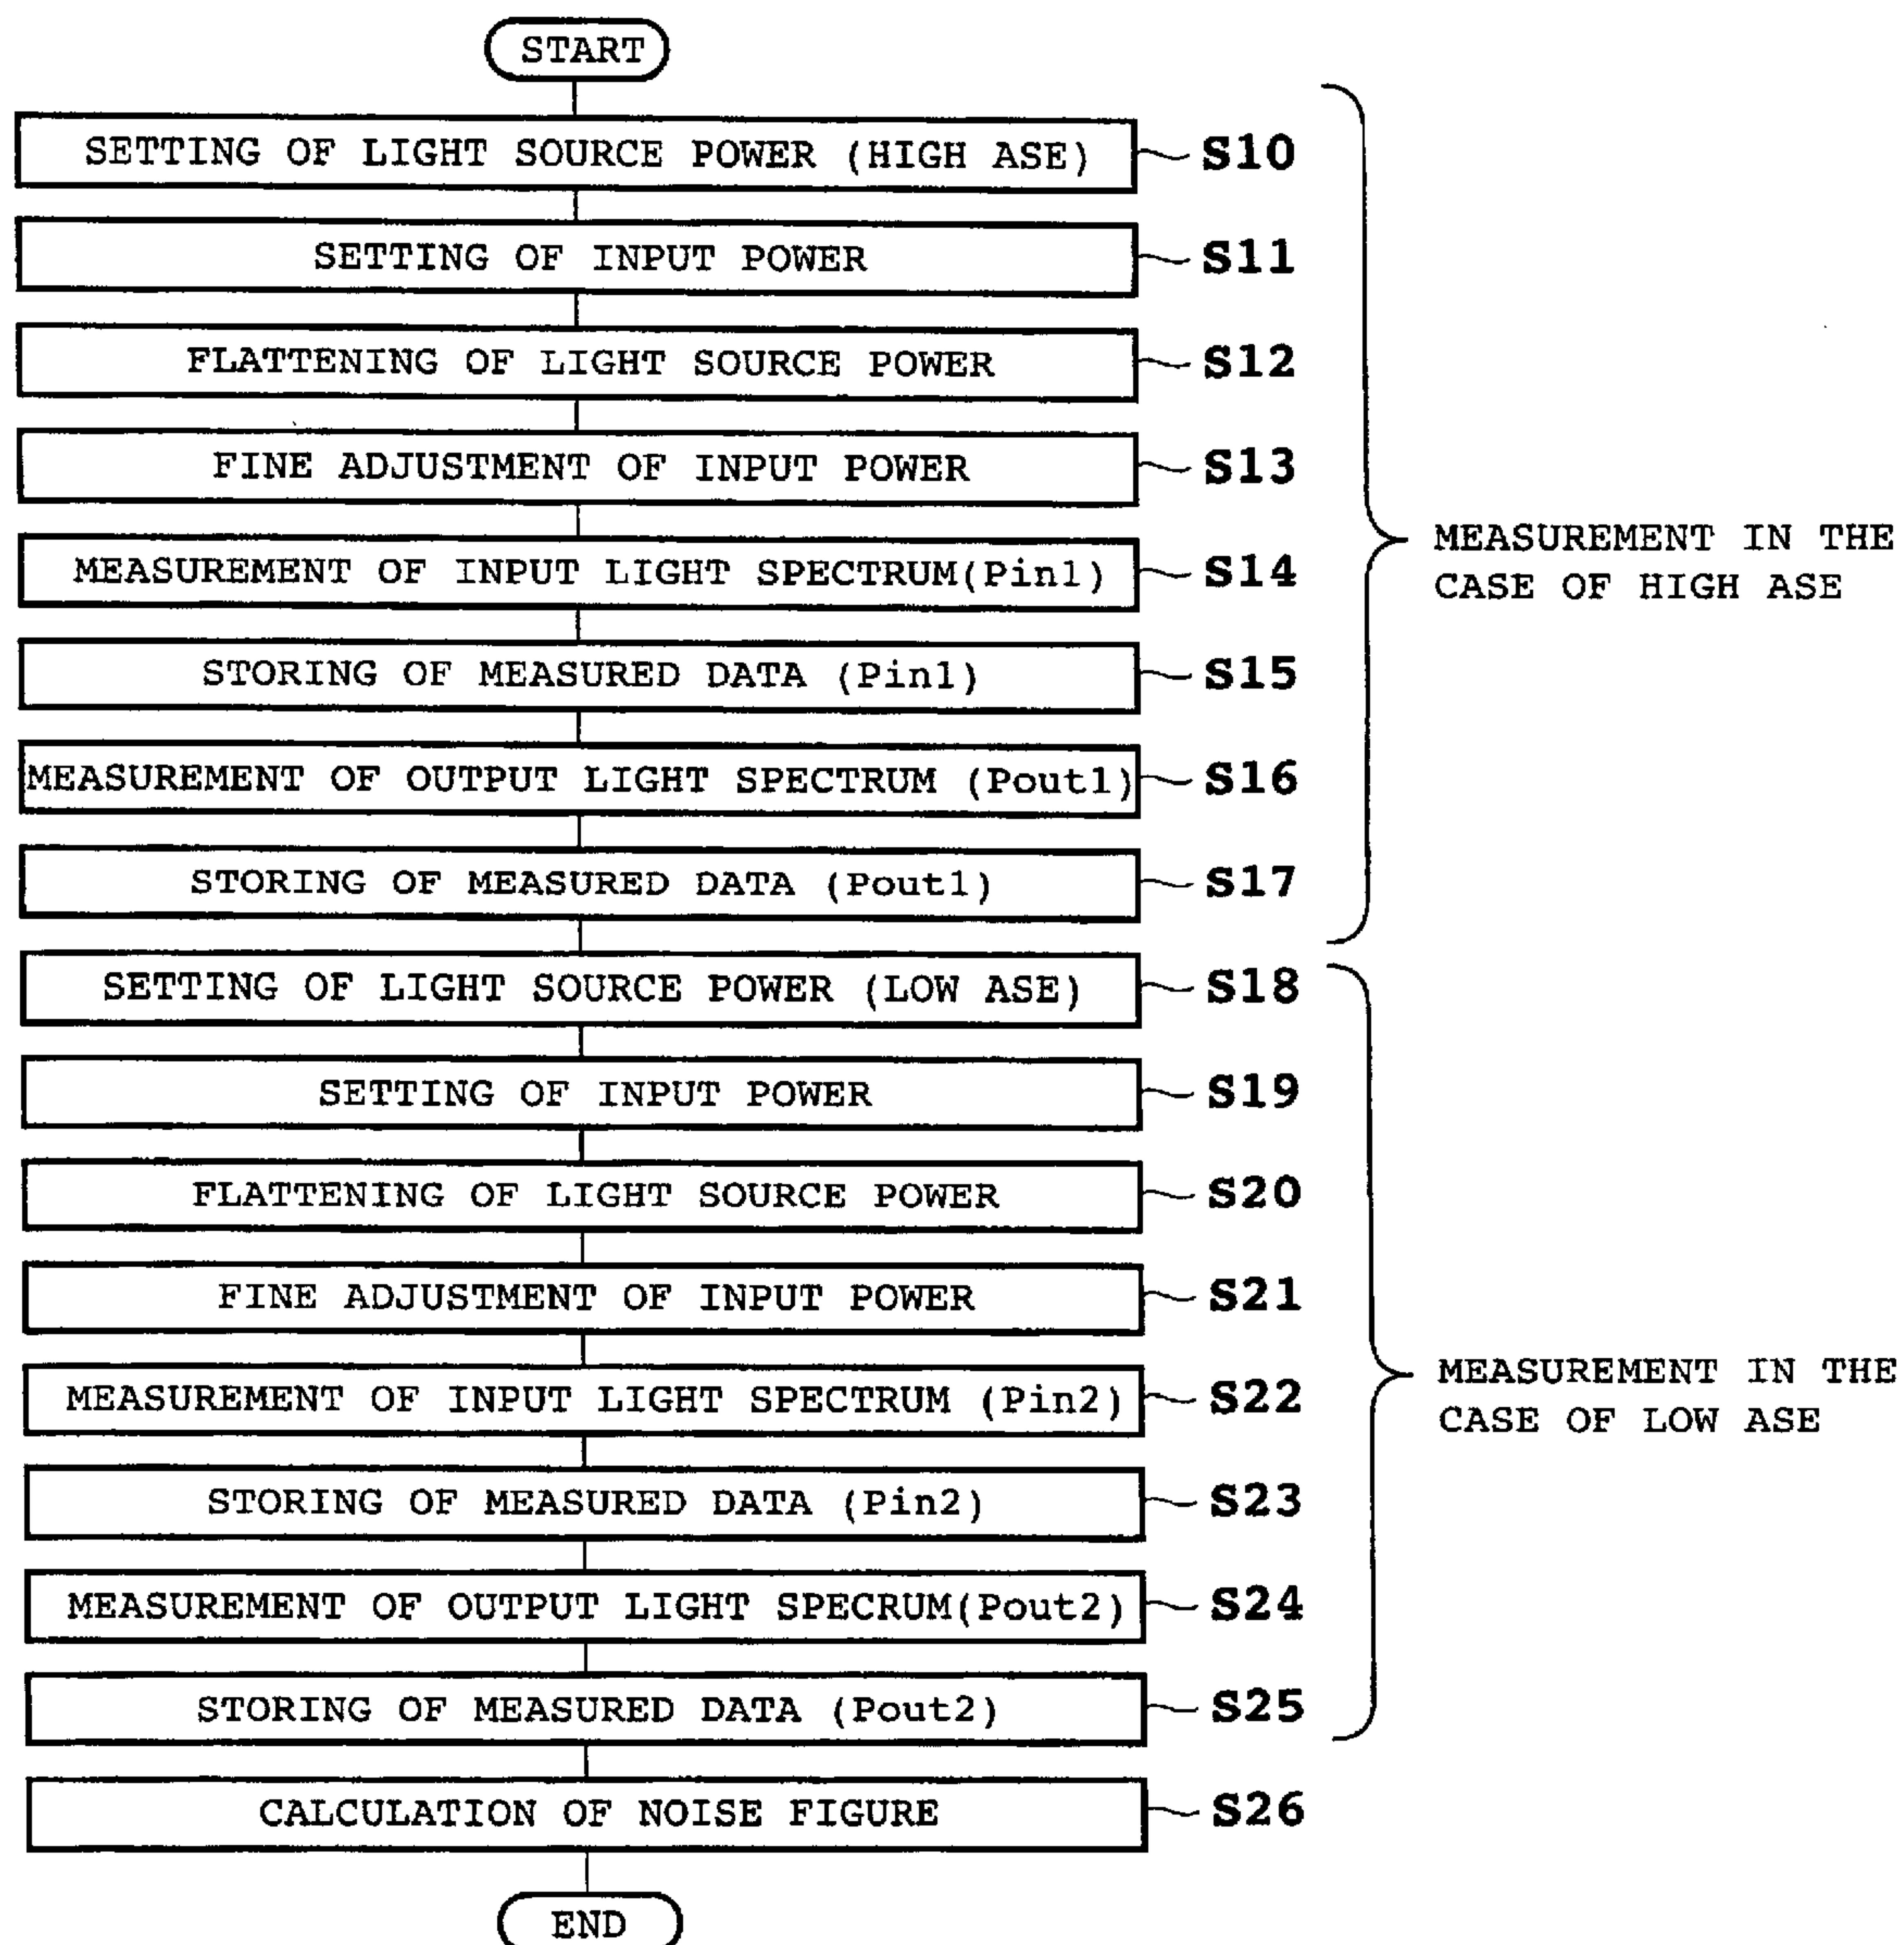 START
SETTING OF LIGHT SOURCE POWER (HIGH ASE) S10
SETTING OF INPUT POWER S11
FLATTENING OF LIGHT SOURCE POWER S12
FINE ADJUSTMENT OF INPUT POWER S13
MEASUREMENT OF INPUT LIGHT SPECTRUM(Pin1) S14
STORING OF MEASURED DATA (Pin1) S15
MEASUREMENT OF OUTPUT LIGHT SPECTRUM (Pout1) S16
STORING OF MEASURED DATA (Pout1) S17
MEASUREMENT IN THE
CASE OF HIGH ASE
SETTING OF LIGHT SOURCE POWER (LOW ASE) S18
SETTING OF INPUT POWER S19
FLATTENING OF LIGHT SOURCE POWER S20
FINE ADJUSTMENT OF INPUT POWER S21
MEASUREMENT OF INPUT LIGHT SPECTRUM (Pin2) S22
STORING OF MEASURED DATA (Pin2) S23
MEASUREMENT OF OUTPUT LIGHT SPECRUM(Pout2) S24
STORING OF MEASURED DATA (Pout2) S25
MEASUREMENT IN THE
CASE OF LOW ASE
CALCULATION OF NOISE FIGURE S26
END